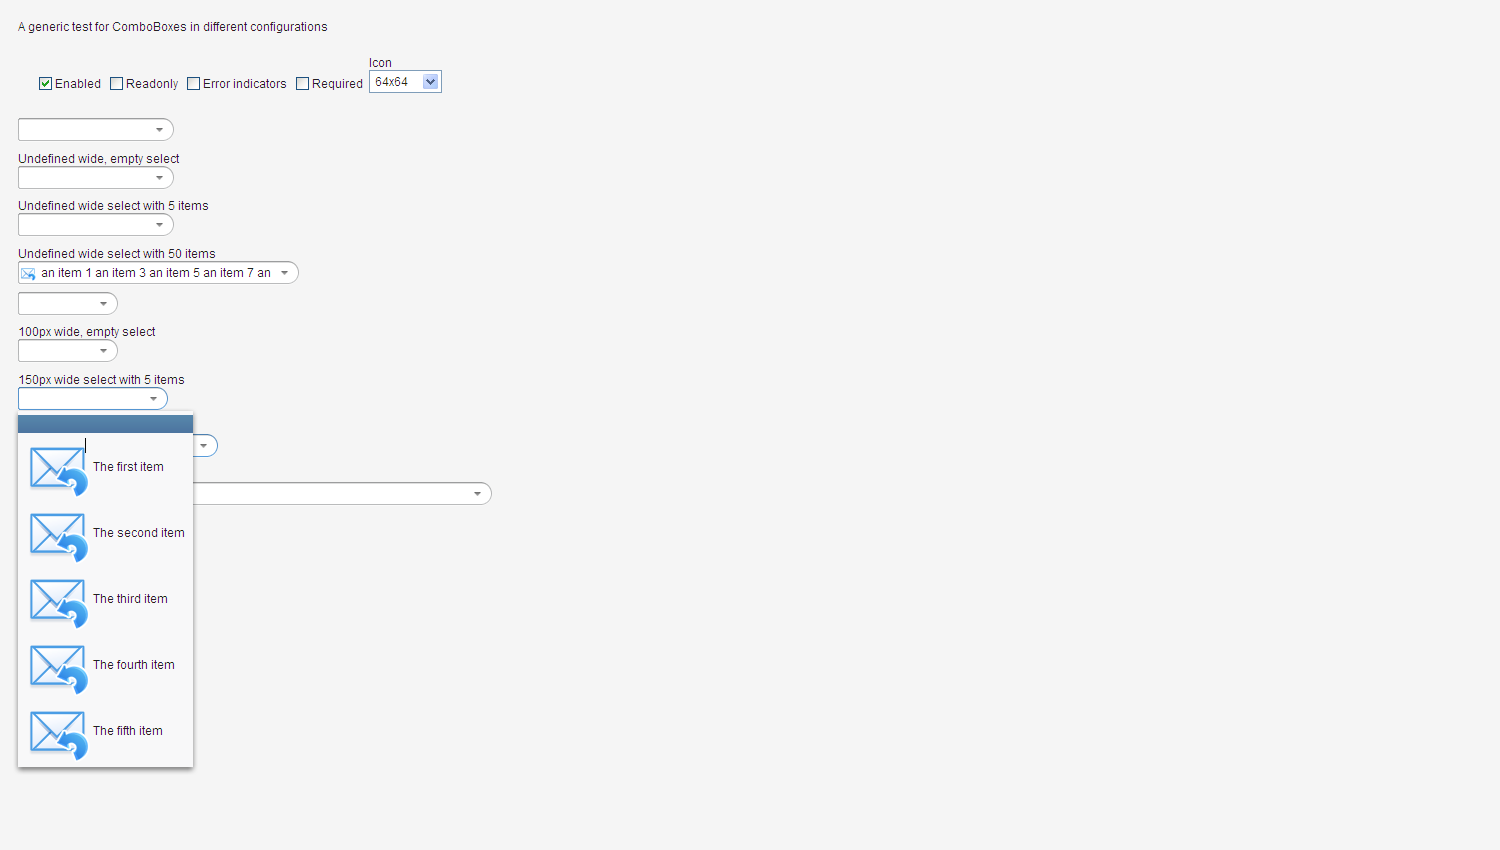 A generic test for ComboBoxes in different configurations
Icon
Enabled Readonly Error indicators Required 64x64
Undefined wide, empty select
Undefined wide select with 5 items
Undefined wide select with 50 items
an item 1 an item 3 an item 5 an item 7 an
100px wide, empty select
150px wide select with 5 items
The first item
The second item
The third item
The fourth item
The fifth item